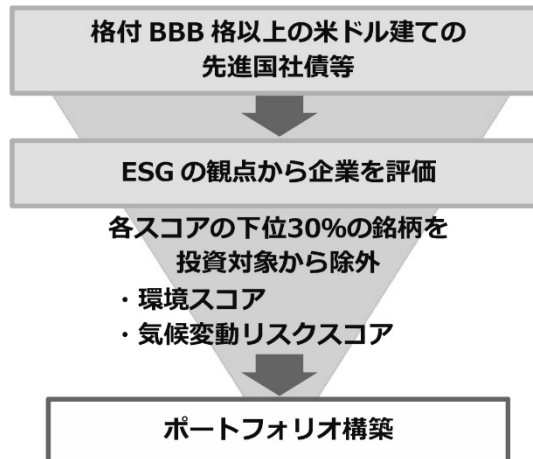 格付 BBB 格以上の米ドル建ての
先進国社債等
ESG の観点から企業を評価
各スコアの下位30%の銘柄を
投資対象から除外
・環境スコア
・気候変動リスクスコア
ポートフォリオ構築